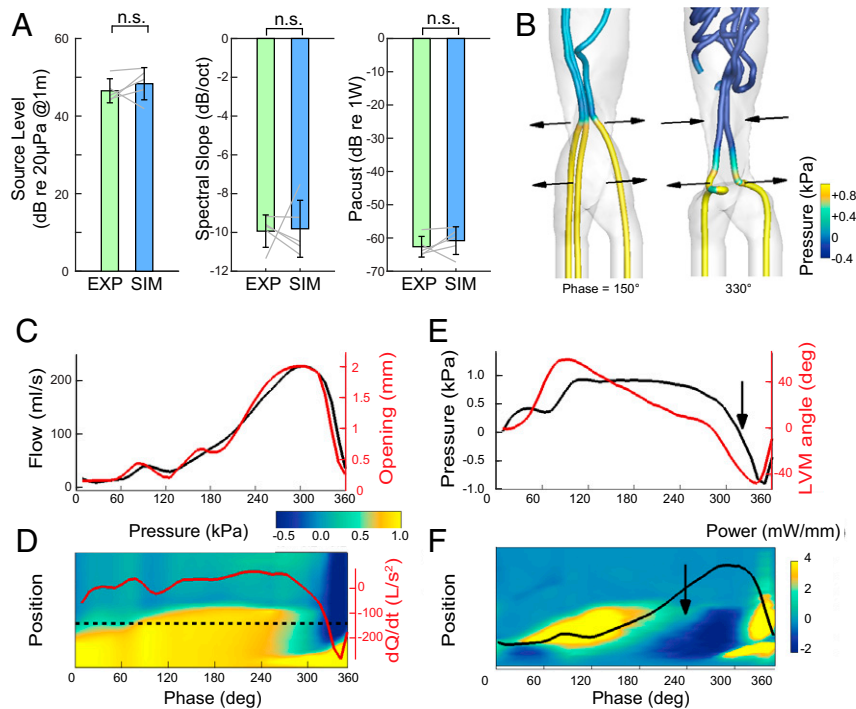 A
n.s.
n.s.
n.s.
B
Source Level
(dB re 20µPa @1m)
60
40
20
0
EXP SIM
Spectral Slope (dB/oct)
0
-2
-4
-6
-8
-10
-12
EXP SIM
Pacust (dB re 1W)
0
-10
-20
-30
-40
-50
-60
-70
EXP SIM
Phase = 150°
330°
Pressure (kPa)
+0.8
+0.4
0
-0.4
C
Flow (ml/s)
200
100
0
Opening (mm)
2
1.5
1
0.5
0
0 60 120 180 240 300 360
E
Pressure (kPa)
1.0
0.5
0
-0.5
-1.0
LVM angle (deg)
40
0
-40
0 60 120 180 240 300 360
Pressure (kPa)
-0.5 0.0 0.5 1.0
D
Position
dQ/dt (L/s²)
0
-100
-200
0 60 120 180 240 300 360
Phase (deg)
Power (mW/mm)
F
Position
4
2
0
-2
0 60 120 180 240 300 360
Phase (deg)